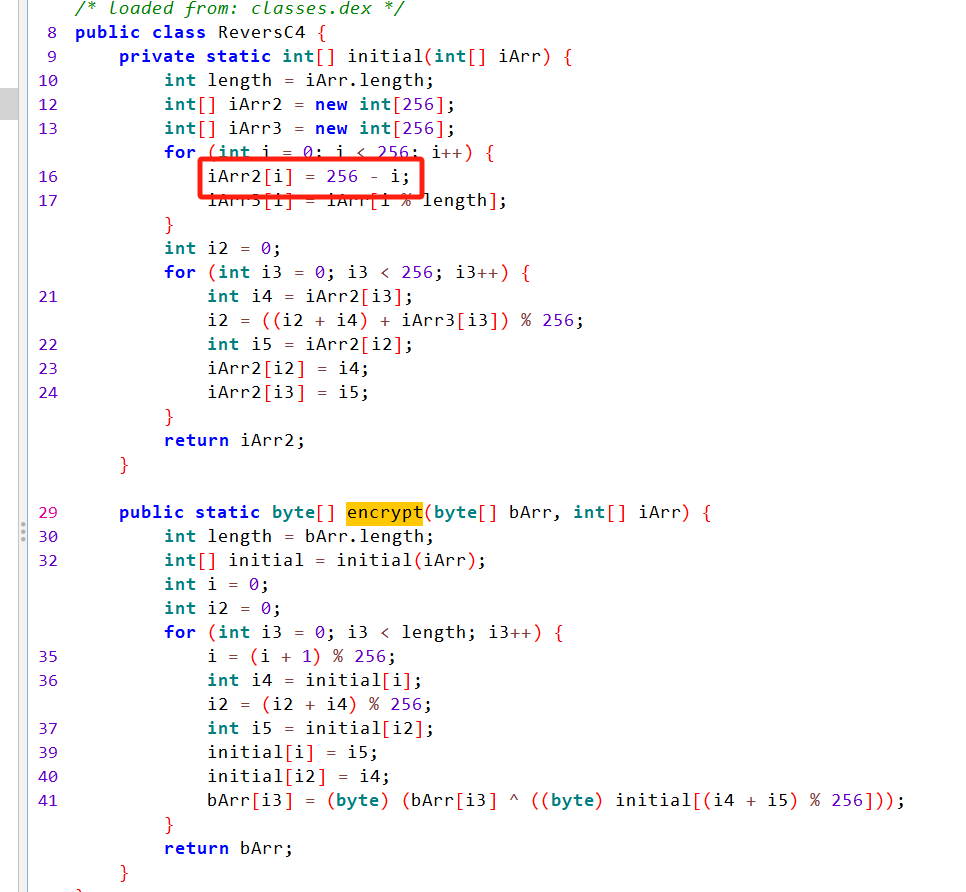 /* loaded from: classes.dex */
8 public class ReversC4 {
9 private static int[] initial(int[] iArr) {
10 int length = iArr.length;
12 int[] iArr2 = new int[256];
13 int[] iArr3 = new int[256];
for (int i = 0; i < 256; i++) {
16 iArr2[i] = 256 - i;
17 iArr3[i] = iArr[i % length];
}
int i2 = 0;
for (int i3 = 0; i3 < 256; i3++) {
21 int i4 = iArr2[i3];
i2 = ((i2 + i4) + iArr3[i3]) % 256;
22 int i5 = iArr2[i2];
23 iArr2[i2] = i4;
24 iArr2[i3] = i5;
}
return iArr2;
}
29 public static byte[] encrypt(byte[] bArr, int[] iArr) {
30 int length = bArr.length;
32 int[] initial = initial(iArr);
int i = 0;
int i2 = 0;
for (int i3 = 0; i3 < length; i3++) {
35 i = (i + 1) % 256;
36 int i4 = initial[i];
i2 = (i2 + i4) % 256;
37 int i5 = initial[i2];
39 initial[i] = i5;
40 initial[i2] = i4;
41 bArr[i3] = (byte) (bArr[i3] ^ ((byte) initial[(i4 + i5) % 256]));
}
return bArr;
}